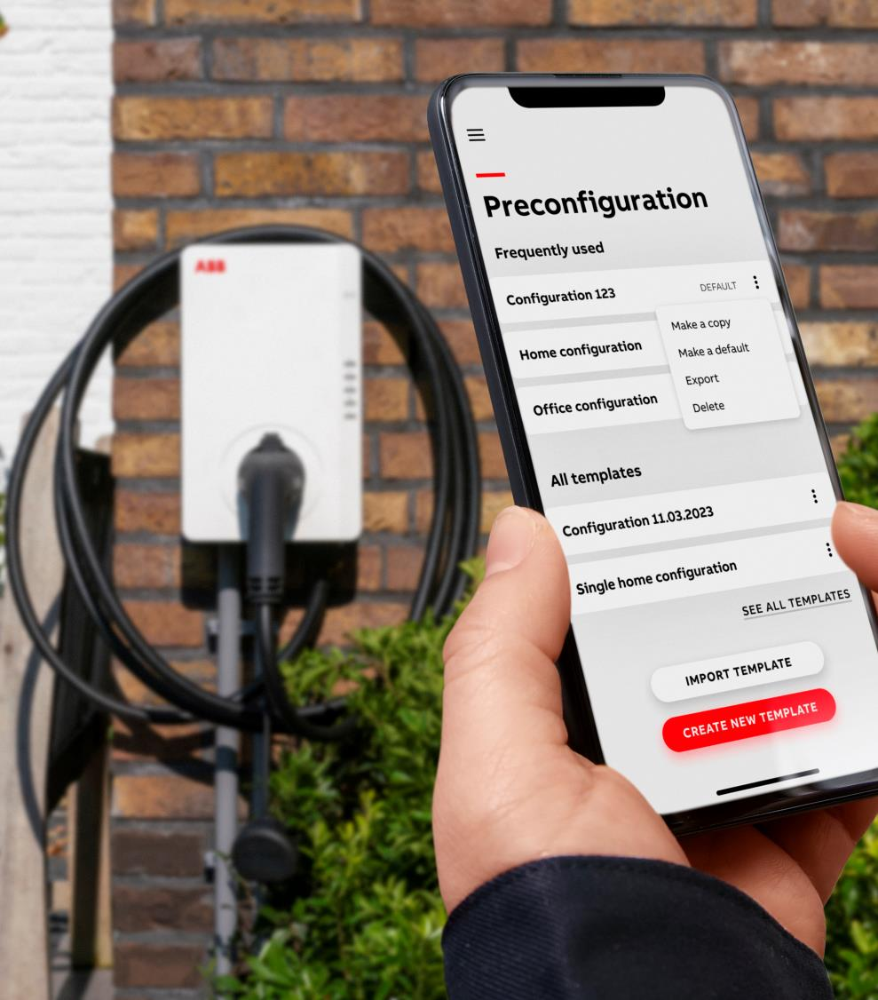 ABB
Preconfiguration
Frequently used
Configuration 123
DEFAULT
Make a copy
Make a default
Export
Delete
Home configuration
Office configuration
All templates
Configuration 11.03.2023
Single home configuration
SEE ALL TEMPLATES
IMPORT TEMPLATE
CREATE NEW TEMPLATE